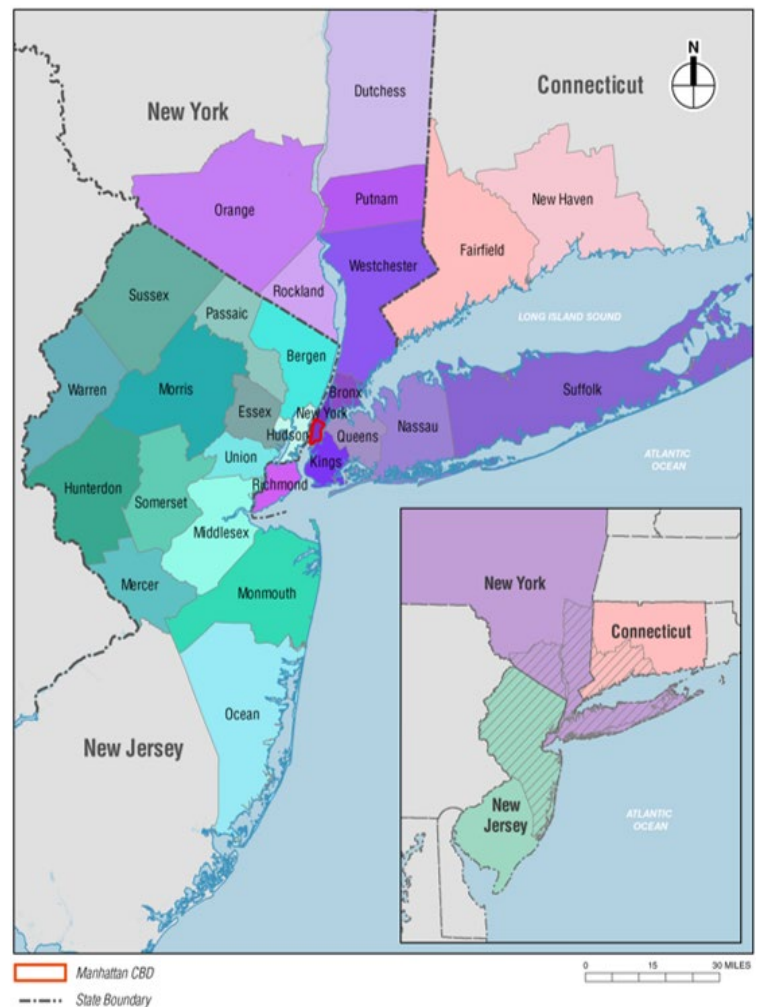 N
Dutchess
Connecticut
New York
Orange
Putnam
New Haven
Fairfield
Westchester
Rockland
Sussex
Passaic
LONG ISLAND SOUND
Bergen
Warren
Morris
Suffolk
Bronx
Essex
New York
Nassau
Hudson
Queens
Union
Kings
ATLANTIC
OCEAN
Hunterdon
Richmond
Somerset
Middlesex
Mercer
Monmouth
Ocean
New Jersey
New York
Connecticut
New
Jersey
ATLANTIC
OCEAN
Manhattan CBD
State Boundary
0 15 30 MILES